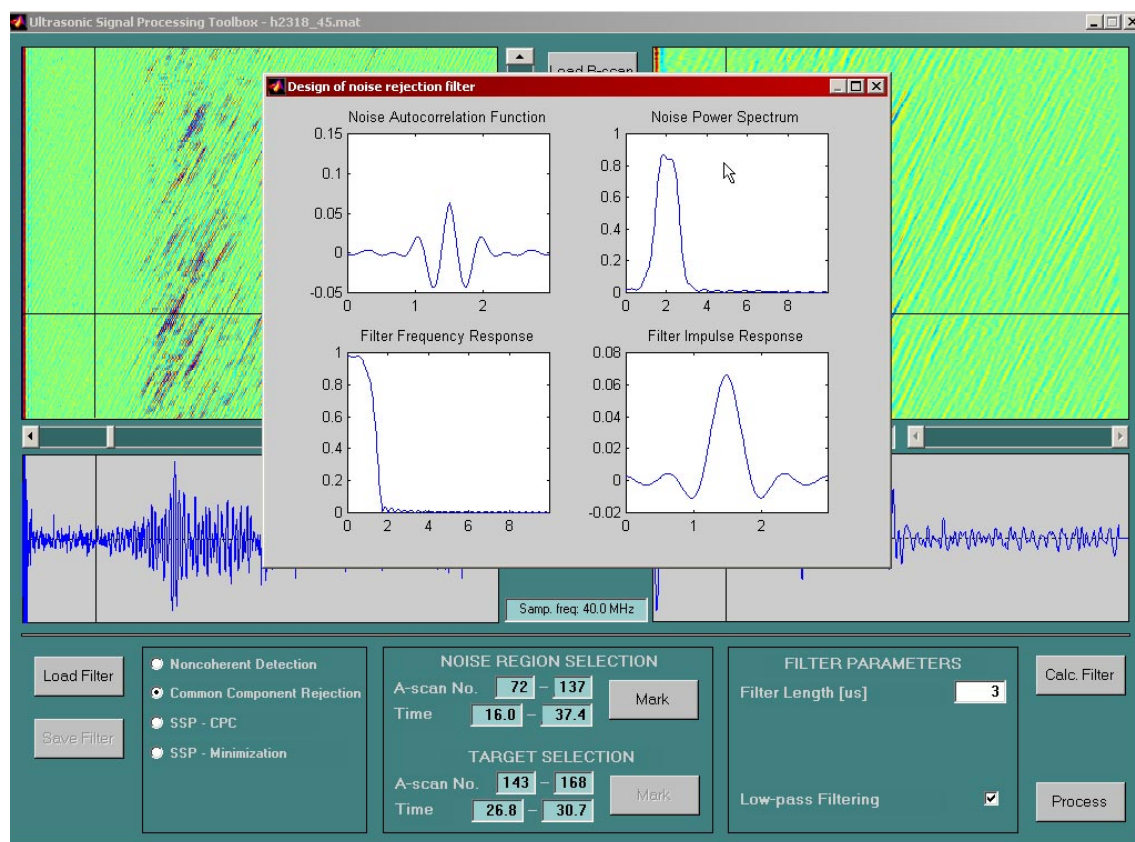 Ultrasonic Signal Processing Toolbox - h2318_45.mat
Load B-scan
Design of noise rejection filter
Noise Autocorrelation Function
0.15
0.1
0.05
0
-0.05
0 1 2
Noise Power Spectrum
1
0.8
0.6
0.4
0.2
0
0 2 4 6 8
Filter Frequency Response
1
0.8
0.6
0.4
0.2
0
0 2 4 6 8
Filter Impulse Response
0.08
0.06
0.04
0.02
0
-0.02
0 1 2
Samp. freq: 40.0 MHz
Load Filter
Save Filter
Noncoherent Detection
Common Component Rejection
SSP - CPC
SSP - Minimization
NOISE REGION SELECTION
A-scan No. 72 – 137
Time 16.0 – 37.4
Mark
TARGET SELECTION
A-scan No. 143 – 168
Time 26.8 – 30.7
Mark
FILTER PARAMETERS
Filter Length [us] 3
Low-pass Filtering
Calc. Filter
Process